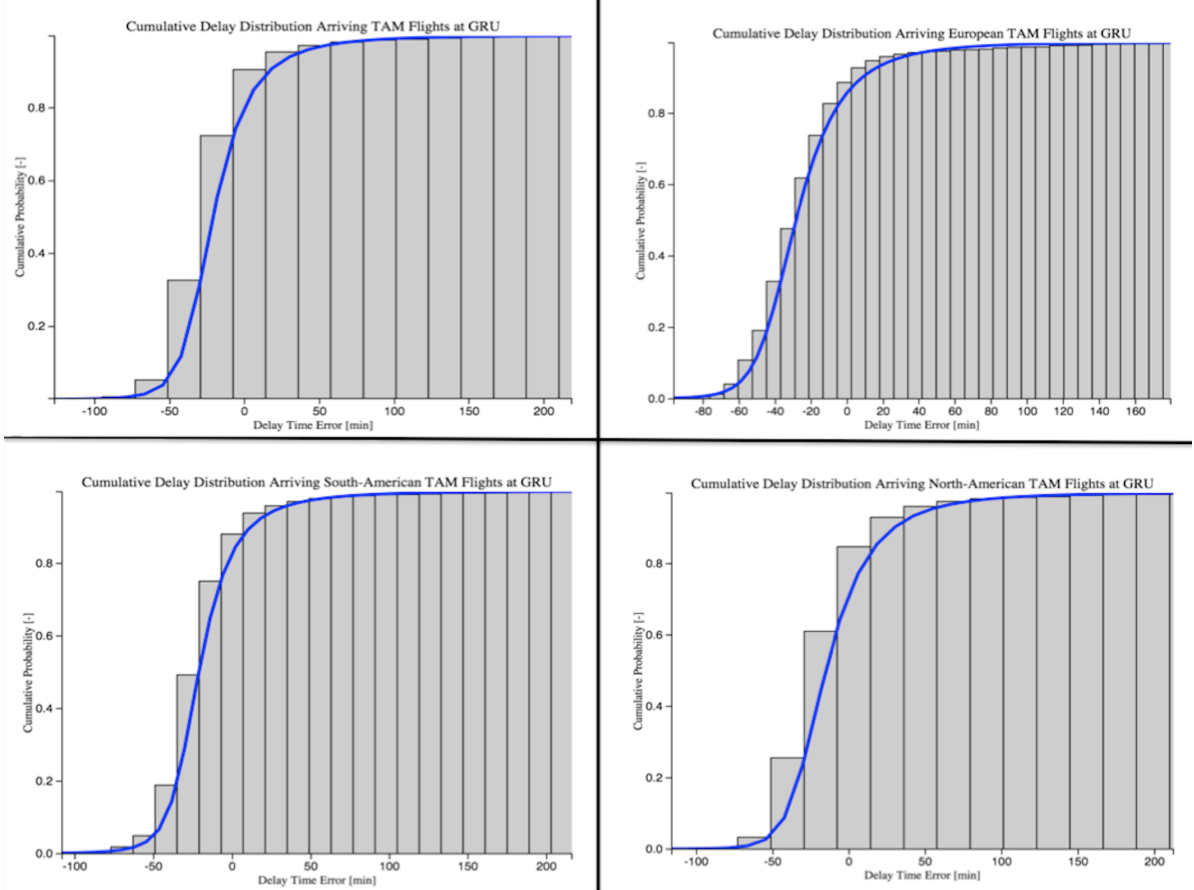 Cumulative Delay Distribution Arriving TAM Flights at GRU
Cumulative Probability [-]
0.8
0.6
0.4
0.2
-100 -50 0 50 100 150 200
Delay Time Error [min]
Cumulative Delay Distribution Arriving European TAM Flights at GRU
Cumulative Probability [-]
0.8
0.6
0.4
0.2
0.0
-80 -60 -40 -20 0 20 40 60 80 100 120 140 160
Delay Time Error [min]
Cumulative Delay Distribution Arriving South-American TAM Flights at GRU
Cumulative Probability [-]
0.8
0.6
0.4
0.2
0.0
-100 -50 0 50 100 150 200
Delay Time Error [min]
Cumulative Delay Distribution Arriving North-American TAM Flights at GRU
Cumulative Probability [-]
0.8
0.6
0.4
0.2
0.0
-100 -50 0 50 100 150 200
Delay Time Error [min]